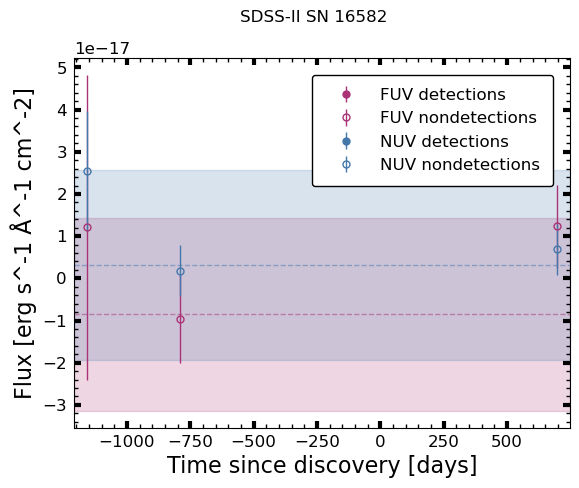 SDSS-II SN 16582
1e−17
5
4
3
2
1
0
−1
−2
−3
Flux [erg s^-1 Å^-1 cm^-2]
FUV detections
FUV nondetections
NUV detections
NUV nondetections
−1000 −750 −500 −250 0 250 500
Time since discovery [days]